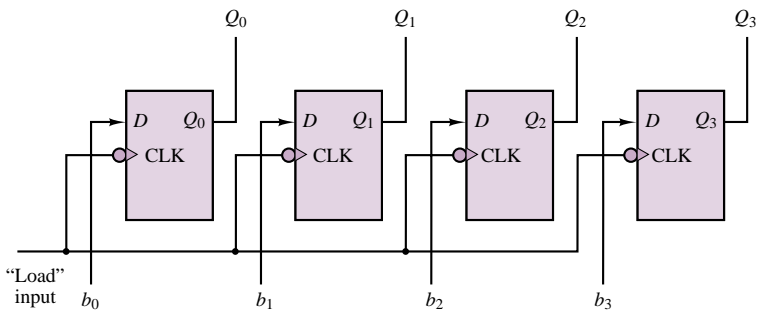 Q0 Q1 Q2 Q3
D Q0 D Q1 D Q2 D Q3
CLK CLK CLK CLK
“Load”
input b0 b1 b2 b3